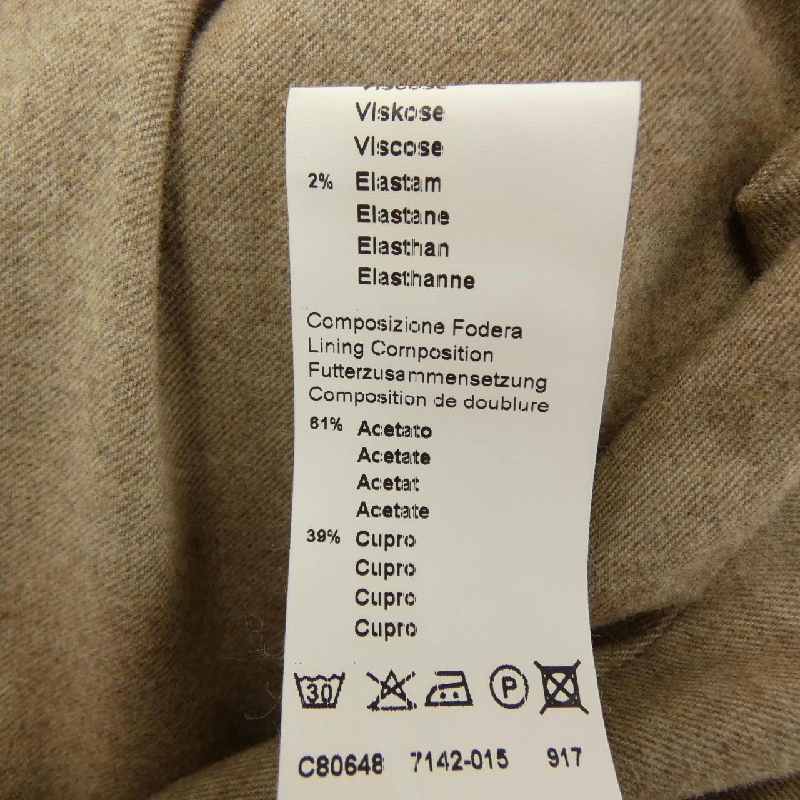 Viscose
Viskose
Viscose
2% Elastam
Elastane
Elasthan
Elasthanne
Composizione Fodera
Lining Composition
Futterzusammensetzung
Composition de doublure
61% Acetato
Acetate
Acetat
Acetate
39% Cupro
Cupro
Cupro
Cupro
30 P
C80648 7142-015 917